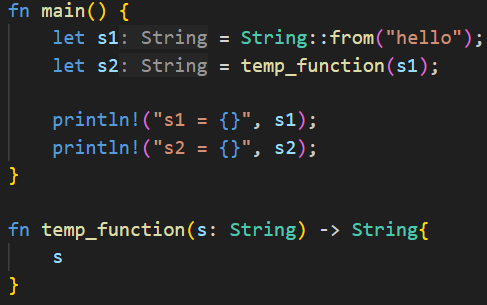 fn main() {
    let s1: String = String::from("hello");
    let s2: String = temp_function(s1);

    println!("s1 = {}", s1);
    println!("s2 = {}", s2);
}

fn temp_function(s: String) -> String{
    s
}